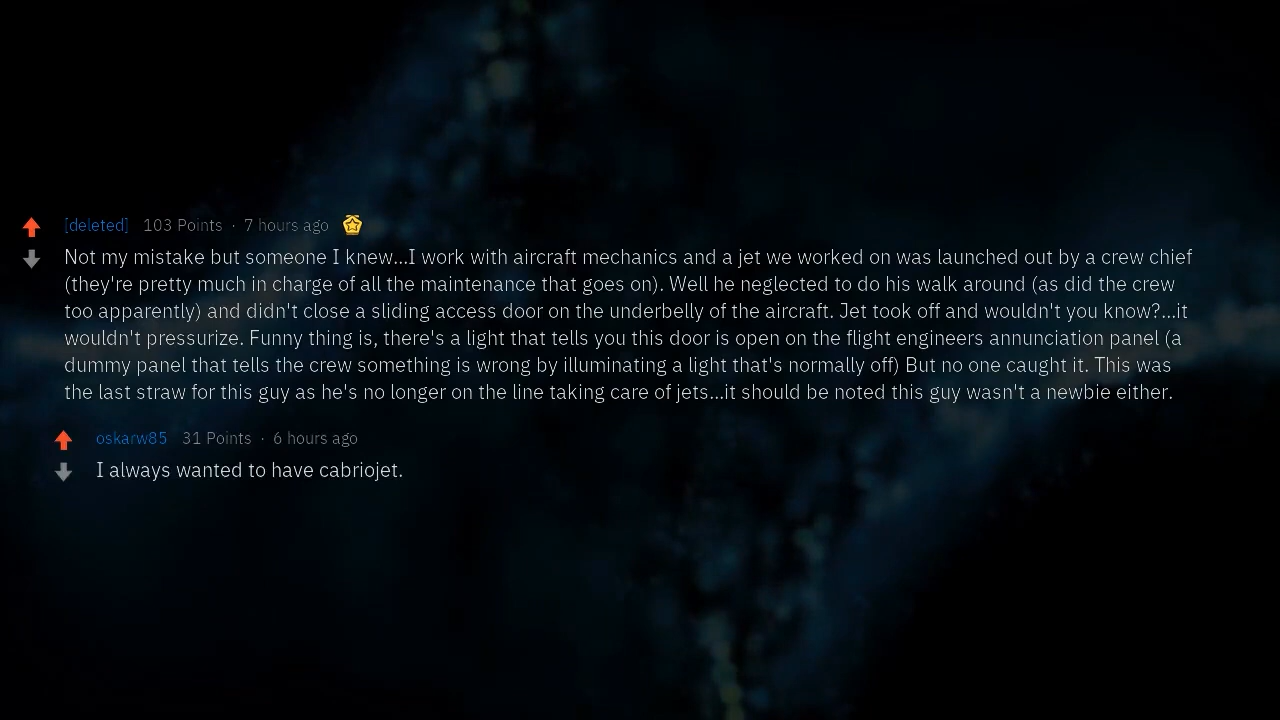 [deleted] 103 Points · 7 hours ago
Not my mistake but someone I knew...I work with aircraft mechanics and a jet we worked on was launched out by a crew chief
(they're pretty much in charge of all the maintenance that goes on). Well he neglected to do his walk around (as did the crew
too apparently) and didn't close a sliding access door on the underbelly of the aircraft. Jet took off and wouldn't you know?...it
wouldn't pressurize. Funny thing is, there's a light that tells you this door is open on the flight engineers annunciation panel (a
dummy panel that tells the crew something is wrong by illuminating a light that's normally off) But no one caught it. This was
the last straw for this guy as he's no longer on the line taking care of jets...it should be noted this guy wasn't a newbie either.
oskarw85 31 Points · 6 hours ago
I always wanted to have cabriojet.